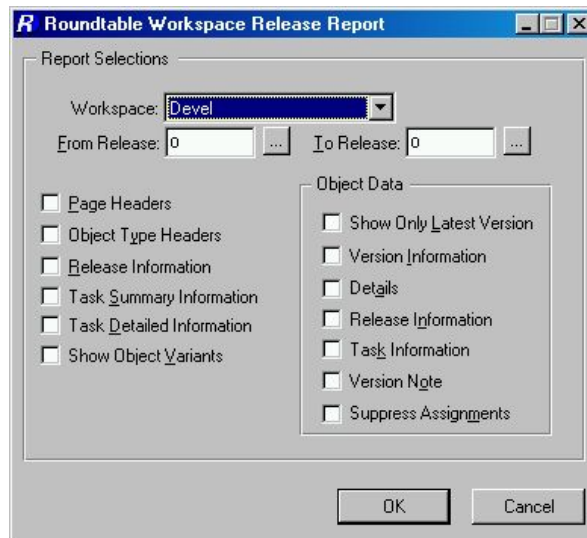 R Roundtable Workspace Release Report
Report Selections
Workspace: Devel
From Release: 0 ... To Release: 0 ...
Page Headers
Object Type Headers
Release Information
Task Summary Information
Task Detailed Information
Show Object Variants
Object Data
Show Only Latest Version
Version Information
Details
Release Information
Task Information
Version Note
Suppress Assignments
OK Cancel